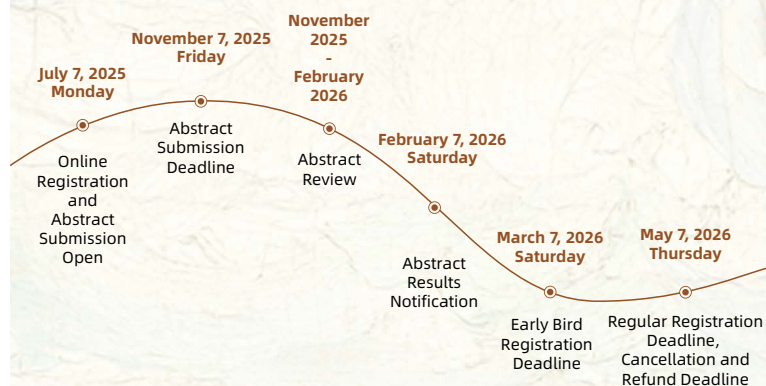 July 7, 2025
Monday
Online
Registration
and
Abstract
Submission
Open
November 7, 2025
Friday
Abstract
Submission
Deadline
November
2025
-
February
2026
Abstract
Review
February 7, 2026
Saturday
Abstract
Results
Notification
March 7, 2026
Saturday
Early Bird
Registration
Deadline
May 7, 2026
Thursday
Regular Registration
Deadline,
Cancellation and
Refund Deadline